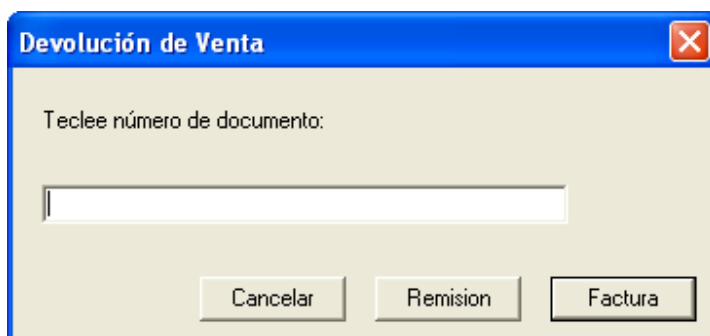 Devolución de Venta
Teclee número de documento:
Cancelar Remision Factura